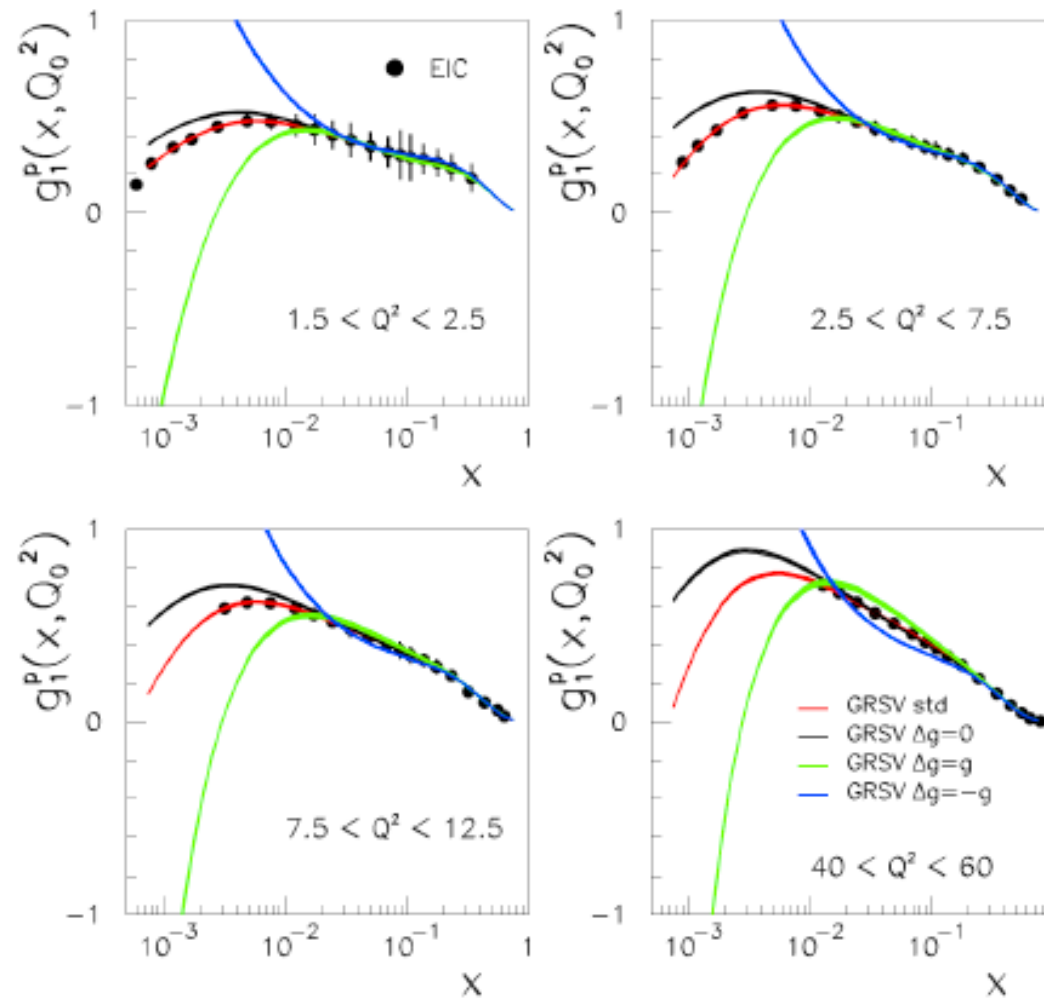 1
g₁ᵖ(x,Q₀²)
0
−1
EIC
1.5 < Q² < 2.5
10⁻³ 10⁻² 10⁻¹ 1
x
1
g₁ᵖ(x,Q₀²)
0
−1
2.5 < Q² < 7.5
10⁻³ 10⁻² 10⁻¹
x
1
g₁ᵖ(x,Q₀²)
0
−1
7.5 < Q² < 12.5
10⁻³ 10⁻² 10⁻¹ 1
x
1
g₁ᵖ(x,Q₀²)
0
−1
GRSV std
GRSV Δg=0
GRSV Δg=g
GRSV Δg=−g
40 < Q² < 60
10⁻³ 10⁻² 10⁻¹
x